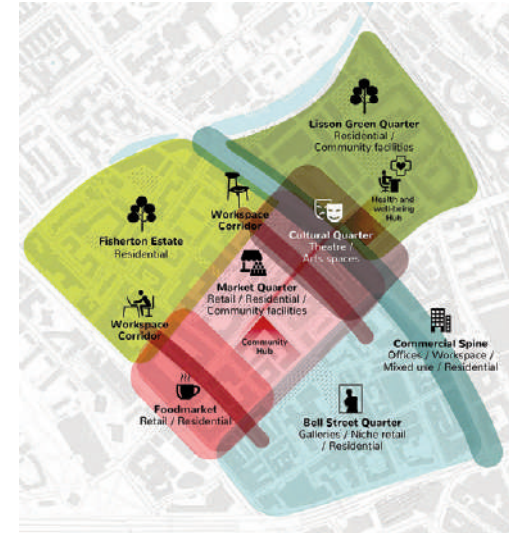 Lisson Green Quarter
Residential /
Community facilities
Health and
well-being
Hub
Workspace
Corridor
Cultural Quarter
Theatre /
Arts spaces
Fisherton Estate
Residential
Market Quarter
Retail / Residential /
Community facilities
Workspace
Corridor
Community
Hub
Commercial Spine
Offices / Workspace /
Mixed use / Residential
Foodmarket
Retail / Residential
Bell Street Quarter
Galleries / Niche retail
/ Residential